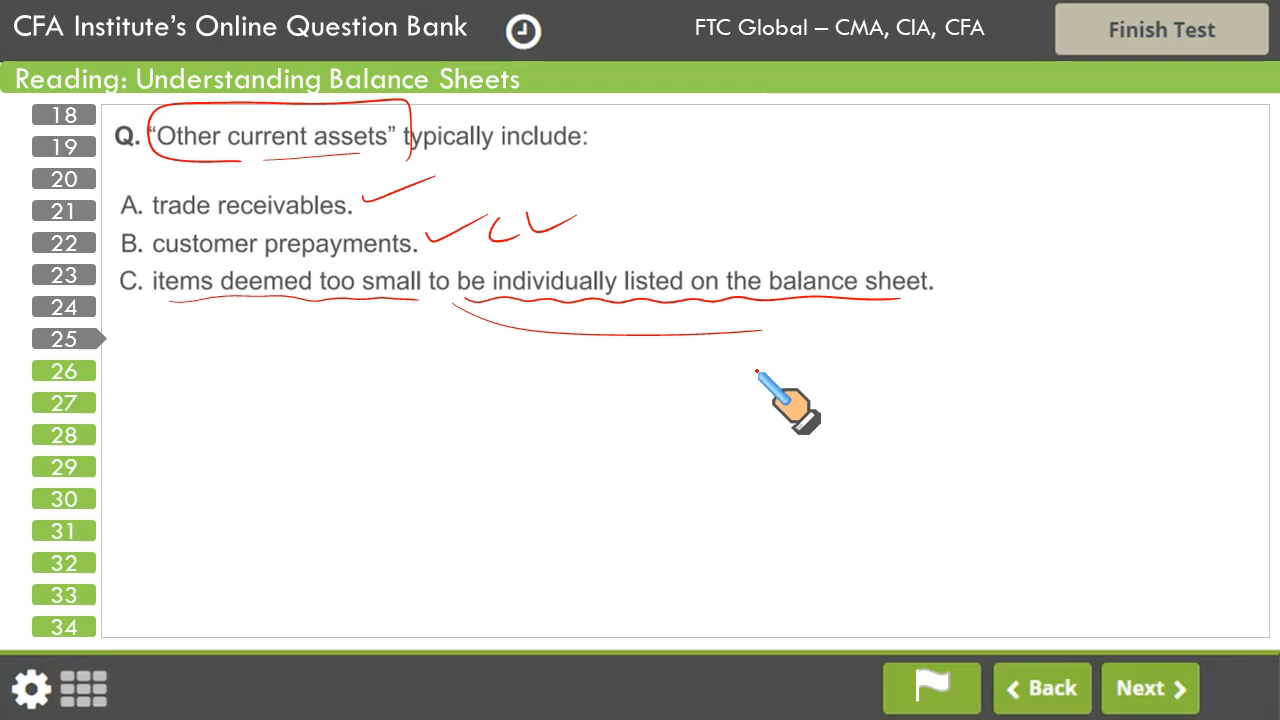 CFA Institute’s Online Question Bank
FTC Global – CMA, CIA, CFA
Finish Test
Reading: Understanding Balance Sheets
18
19
20
21
22
23
24
25
26
27
28
29
30
31
32
33
34
Q. “Other current assets” typically include:
A. trade receivables.
B. customer prepayments.
CL
C. items deemed too small to be individually listed on the balance sheet.
Back
Next